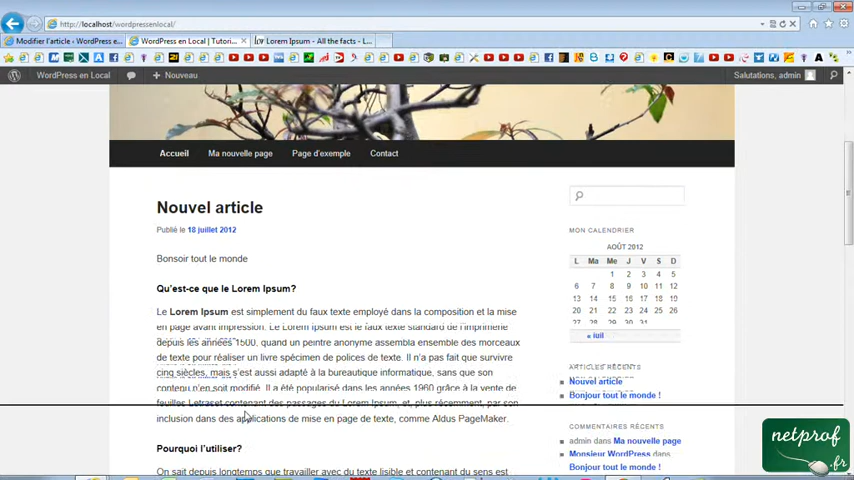 http://localhost/wordpressenlocal/
Modifier l'article ‹ WordPress e...
WordPress en Local | Tutori...
Lorem Ipsum - All the facts - L...
WordPress en Local
Nouveau
Salutations, admin
Accueil
Ma nouvelle page
Page d'exemple
Contact
Nouvel article
Publié le 18 juillet 2012
Bonsoir tout le monde
Qu'est-ce que le Lorem Ipsum?
Le Lorem Ipsum est simplement du faux texte employé dans la composition et la mise
en page avant impression. Le Lorem Ipsum est le faux texte standard de l'imprimerie
depuis les années 1500, quand un peintre anonyme assembla ensemble des morceaux
de texte pour réaliser un livre spécimen de polices de texte. Il n'a pas fait que survivre
cinq siècles, mais s'est aussi adapté à la bureautique informatique, sans que son
contenu n'en soit modifié. Il a été popularisé dans les années 1960 grâce à la vente de
feuilles Letraset contenant des passages du Lorem Ipsum, et, plus récemment, par son
inclusion dans des applications de mise en page de texte, comme Aldus PageMaker.
Pourquoi l'utiliser?
On sait depuis longtemps que travailler avec du texte lisible et contenant du sens est
MON CALENDRIER
AOÛT 2012
L Ma Me J V S D
1 2 3 4 5
6 7 8 9 10 11 12
13 14 15 16 17 18 19
20 21 22 23 24 25 26
27 28 29 30 31
« juil
ARTICLES RÉCENTS
Nouvel article
Bonjour tout le monde !
COMMENTAIRES RÉCENTS
admin dans Ma nouvelle page
Monsieur WordPress dans
Bonjour tout le monde !
netprof
.fr